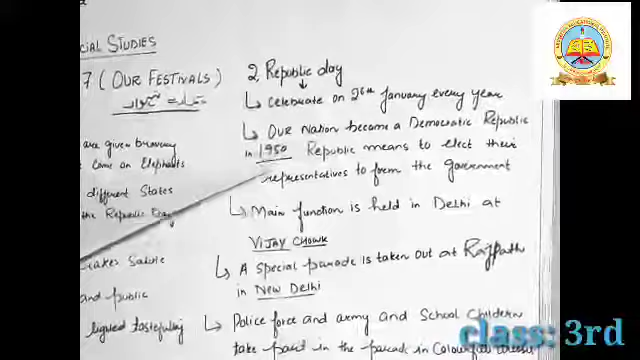 cial Studies
7 (Our Festivals)
are given bravery
come on Elephants
different States
the Republic Day
takes Salute
and public
lighted tastefully
2. Republic day
Celebrate on 26th January every year
Our Nation became a Democratic Republic
in 1950 Republic means to elect their
representatives to form the government
Main function is held in Delhi at
Vijay Chowk
A special parade is taken out at Rajpath
in New Delhi
Police force and army and School Children
take part in the parade in Colourful
class: 3rd